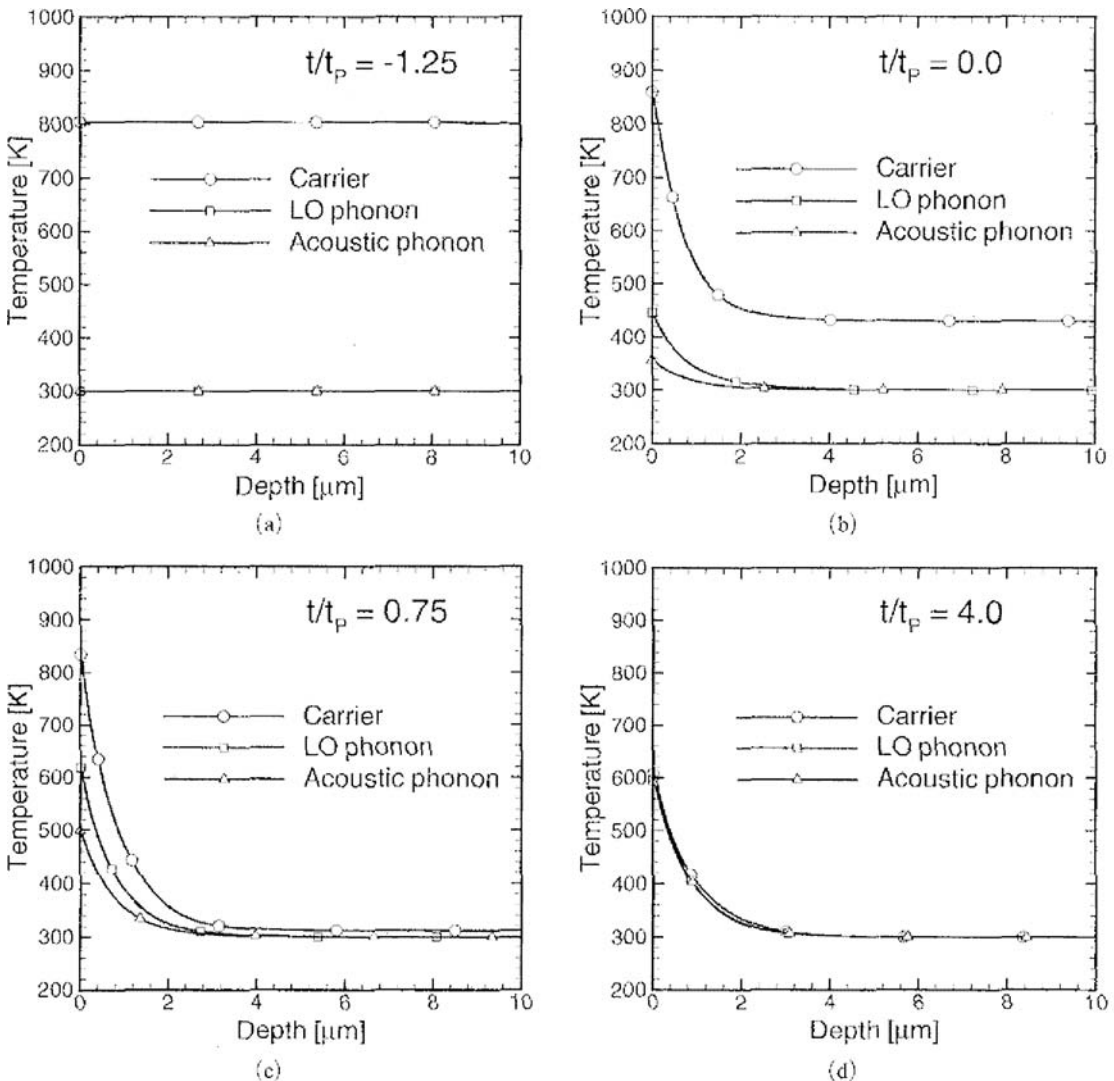 t/tP = -1.25
Temperature [K]
1000
900
800
700
600
500
400
300
200
Carrier
LO phonon
Acoustic phonon
0 2 4 6 8 10
Depth [μm]
(a)
t/tP = 0.0
Temperature [K]
1000
900
800
700
600
500
400
300
200
Carrier
LO phonon
Acoustic phonon
0 2 4 6 8 10
Depth [μm]
(b)
t/tP = 0.75
Temperature [K]
1000
900
800
700
600
500
400
300
200
Carrier
LO phonon
Acoustic phonon
0 2 4 6 8 10
Depth [μm]
(c)
t/tP = 4.0
Temperature [K]
1000
900
800
700
600
500
400
300
200
Carrier
LO phonon
Acoustic phonon
0 2 4 6 8 10
Depth [μm]
(d)